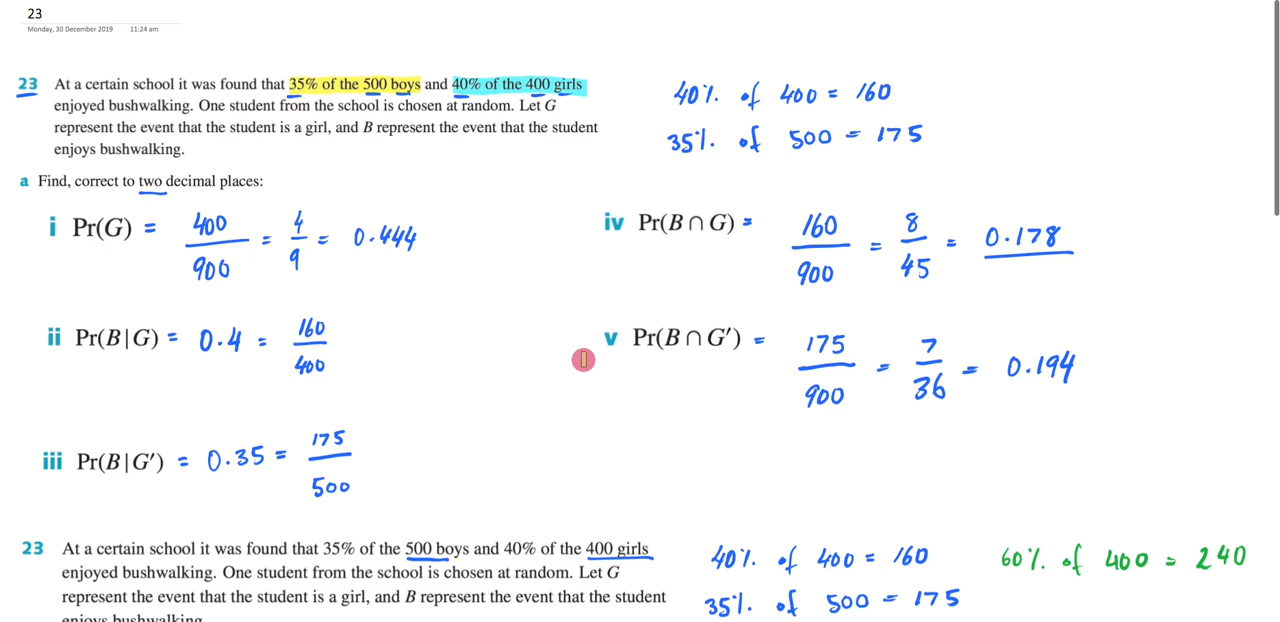 23
Monday, 30 December 2019 11:24 am
23 At a certain school it was found that 35% of the 500 boys and 40% of the 400 girls
enjoyed bushwalking. One student from the school is chosen at random. Let G
represent the event that the student is a girl, and B represent the event that the student
enjoys bushwalking.
40%. of 400 = 160
35%. of 500 = 175
a Find, correct to two decimal places:
i Pr(G) = 400/900 = 4/9 = 0.444
ii Pr(B|G) = 0.4 = 160/400
iii Pr(B|G′) = 0.35 = 175/500
iv Pr(B ∩ G) = 160/900 = 8/45 = 0.178
v Pr(B ∩ G′) = 175/900 = 7/36 = 0.194
23 At a certain school it was found that 35% of the 500 boys and 40% of the 400 girls
enjoyed bushwalking. One student from the school is chosen at random. Let G
represent the event that the student is a girl, and B represent the event that the student
enjoys bushwalking.
40%. of 400 = 160
35%. of 500 = 175
60%. of 400 = 240